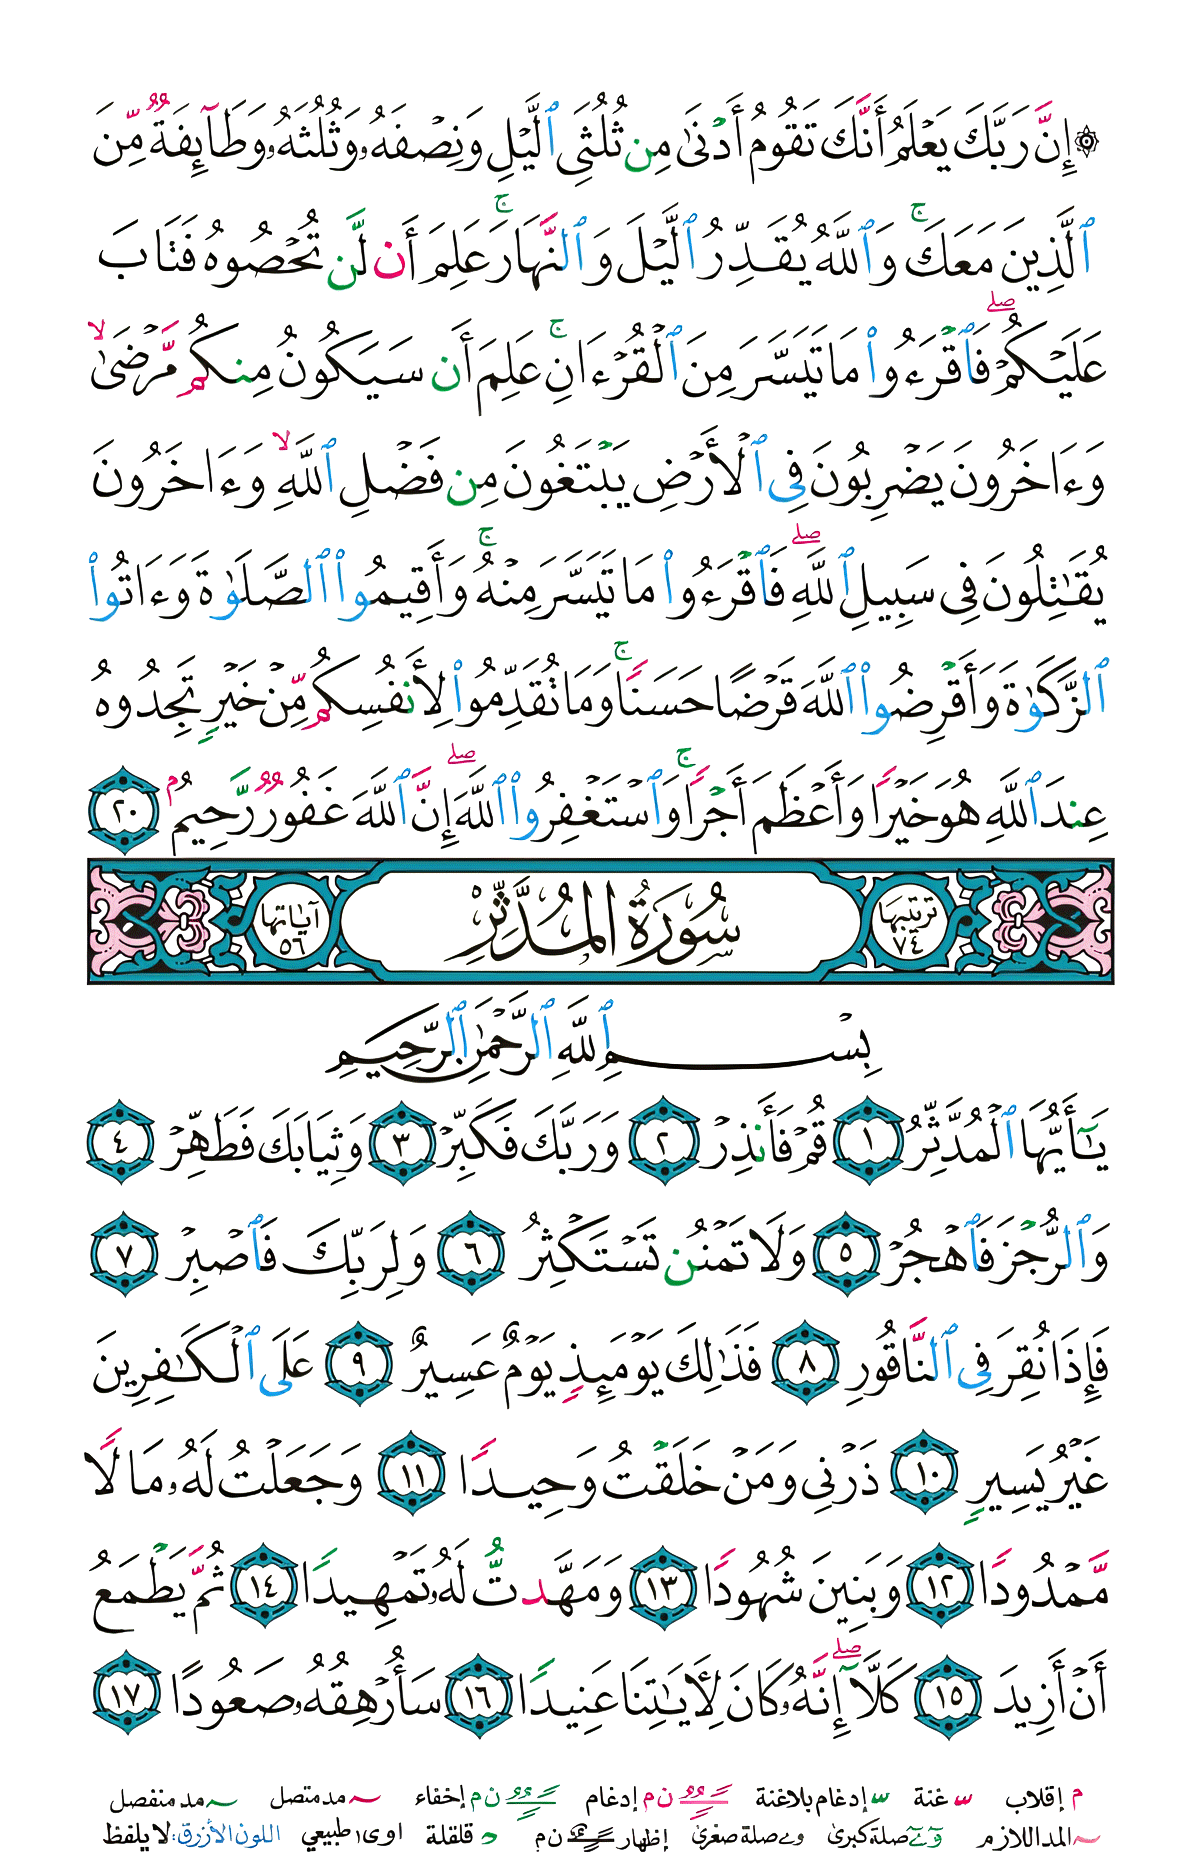 ۞ إِنَّ رَبَّكَ يَعۡلَمُ أَنَّكَ تَقُومُ أَدۡنَىٰ مِن ثُلُثَيِ ٱلَّيۡلِ وَنِصۡفَهُۥ وَثُلُثَهُۥ وَطَآئِفَةٞ مِّنَ
ٱلَّذِينَ مَعَكَۚ وَٱللَّهُ يُقَدِّرُ ٱلَّيۡلَ وَٱلنَّهَارَۚ عَلِمَ أَن لَّن تُحۡصُوهُ فَتَابَ
عَلَيۡكُمۡۖ فَٱقۡرَءُواْ مَا تَيَسَّرَ مِنَ ٱلۡقُرۡءَانِۚ عَلِمَ أَن سَيَكُونُ مِنكُم مَّرۡضَىٰ ۙ
وَءَاخَرُونَ يَضۡرِبُونَ فِي ٱلۡأَرۡضِ يَبۡتَغُونَ مِن فَضۡلِ ٱللَّهِ ۙ وَءَاخَرُونَ
يُقَٰتِلُونَ فِي سَبِيلِ ٱللَّهِۖ فَٱقۡرَءُواْ مَا تَيَسَّرَ مِنۡهُۚ وَأَقِيمُواْ ٱلصَّلَوٰةَ وَءَاتُواْ
ٱلزَّكَوٰةَ وَأَقۡرِضُواْ ٱللَّهَ قَرۡضًا حَسَنٗاۚ وَمَا تُقَدِّمُواْ لِأَنفُسِكُم مِّنۡ خَيۡرٖ تَجِدُوهُ
عِندَ ٱللَّهِ هُوَ خَيۡرٗا وَأَعۡظَمَ أَجۡرٗاۚ وَٱسۡتَغۡفِرُواْ ٱللَّهَۖ إِنَّ ٱللَّهَ غَفُورٞ رَّحِيمُۢ ٢٠
ترتيبها ٧٤ سُورَةُ المُدَّثِّرِ آياتها ٥٦
بِسۡمِ ٱللَّهِ ٱلرَّحۡمَٰنِ ٱلرَّحِيمِ
يَٰٓأَيُّهَا ٱلۡمُدَّثِّرُ ١ قُمۡ فَأَنذِرۡ ٢ وَرَبَّكَ فَكَبِّرۡ ٣ وَثِيَابَكَ فَطَهِّرۡ ٤
وَٱلرُّجۡزَ فَٱهۡجُرۡ ٥ وَلَا تَمۡنُن تَسۡتَكۡثِرُ ٦ وَلِرَبِّكَ فَٱصۡبِرۡ ٧
فَإِذَا نُقِرَ فِي ٱلنَّاقُورِ ٨ فَذَٰلِكَ يَوۡمَئِذٖ يَوۡمٌ عَسِيرٌ ٩ عَلَى ٱلۡكَٰفِرِينَ
غَيۡرُ يَسِيرٖ ١٠ ذَرۡنِي وَمَنۡ خَلَقۡتُ وَحِيدٗا ١١ وَجَعَلۡتُ لَهُۥ مَالٗا
مَّمۡدُودٗا ١٢ وَبَنِينَ شُهُودٗا ١٣ وَمَهَّدتُّ لَهُۥ تَمۡهِيدٗا ١٤ ثُمَّ يَطۡمَعُ
أَنۡ أَزِيدَ ١٥ كَلَّآۖ إِنَّهُۥ كَانَ لِأٓيَٰتِنَا عَنِيدٗا ١٦ سَأُرۡهِقُهُۥ صَعُودًا ١٧
م إقلاب غنة إدغام بلاغنة ن م إدغام ن م إخفاء مد متصل مد منفصل
المد اللازم صلة كبرى صلة صغرى إظهار ن م قلقلة اوى طبيعي اللون الأزرق: لا يلفظ